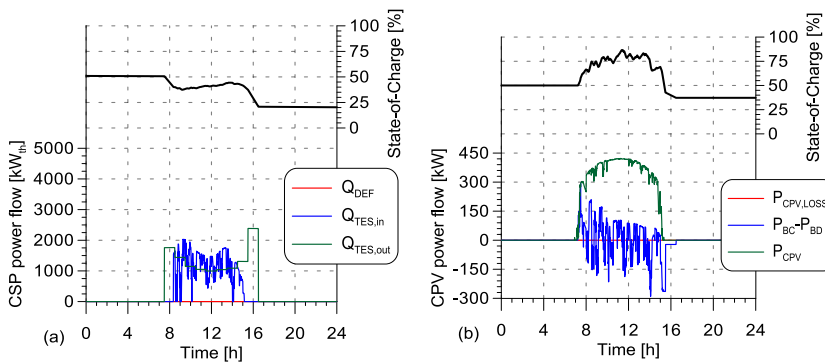 100
75
50
25
0
State-of-Charge [%]
5000
4000
3000
2000
1000
0
CSP power flow [kWth]
QDEF
QTES,in
QTES,out
(a)
0 4 8 12 16 20 24
Time [h]
100
75
50
25
0
State-of-Charge [%]
450
300
150
0
-150
-300
CPV power flow [kW]
PCPV,LOSS
PBC-PBD
PCPV
(b)
0 4 8 12 16 20 24
Time [h]